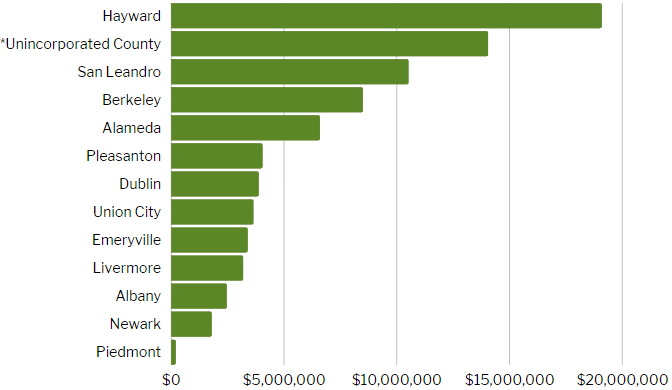 Hayward
*Unincorporated County
San Leandro
Berkeley
Alameda
Pleasanton
Dublin
Union City
Emeryville
Livermore
Albany
Newark
Piedmont
$0 $5,000,000 $10,000,000 $15,000,000 $20,000,000